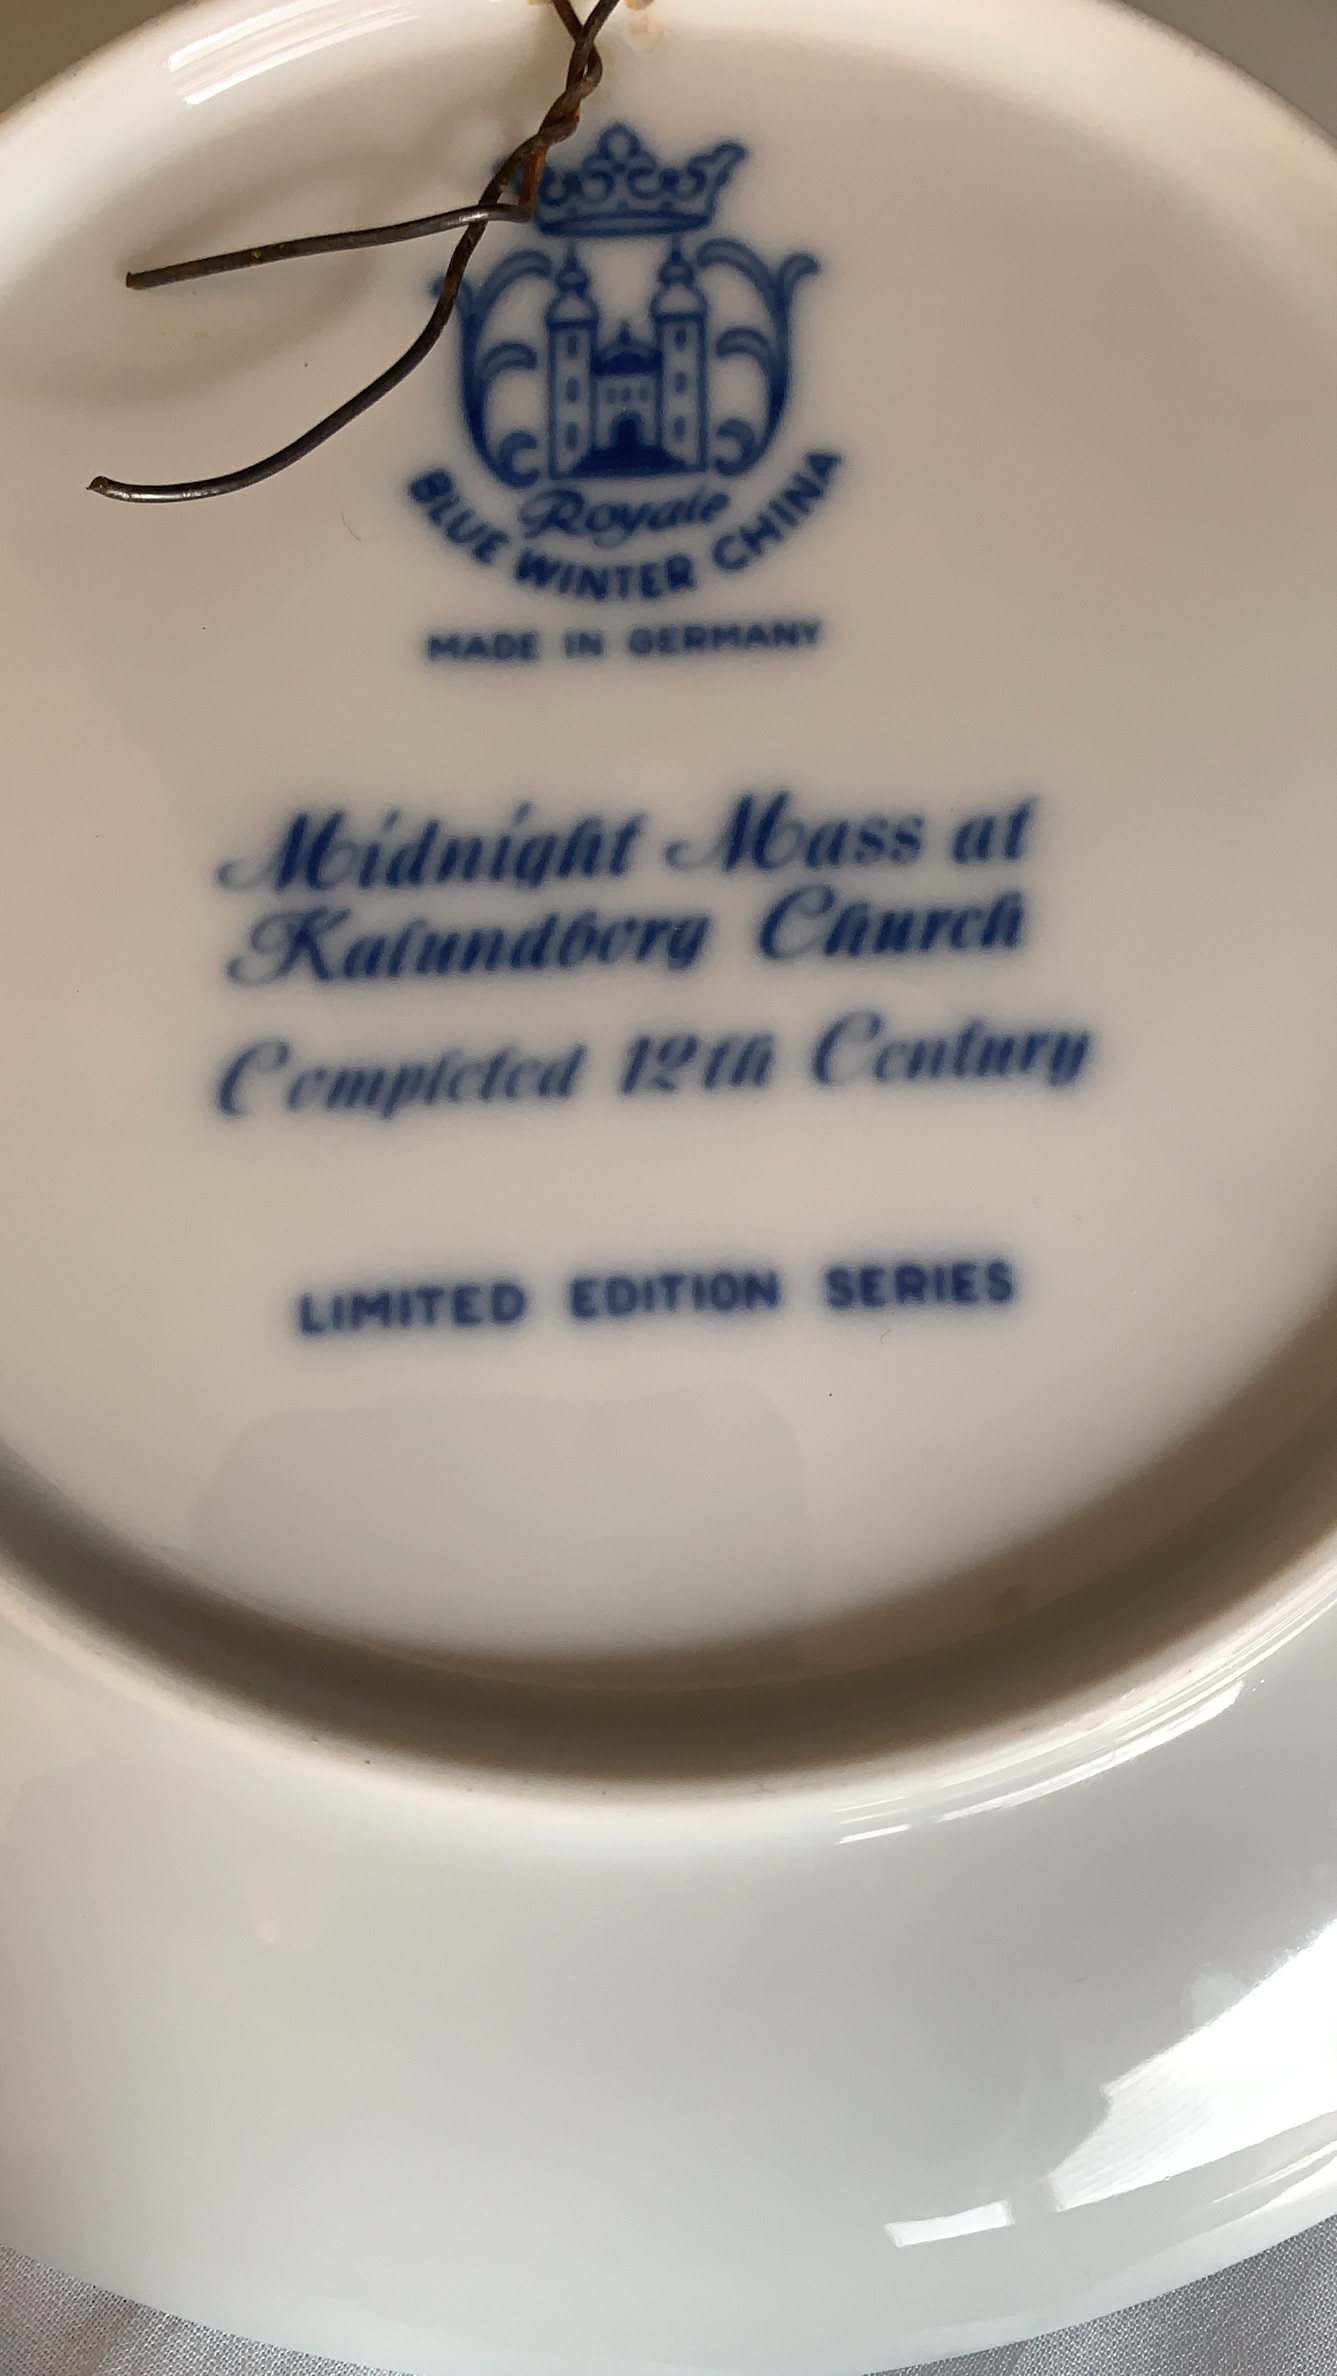 Royale
BLUE WINTER CHINA
MADE IN GERMANY
Midnight Mass at
Kalundborg Church
Completed 12th Century
LIMITED EDITION SERIES